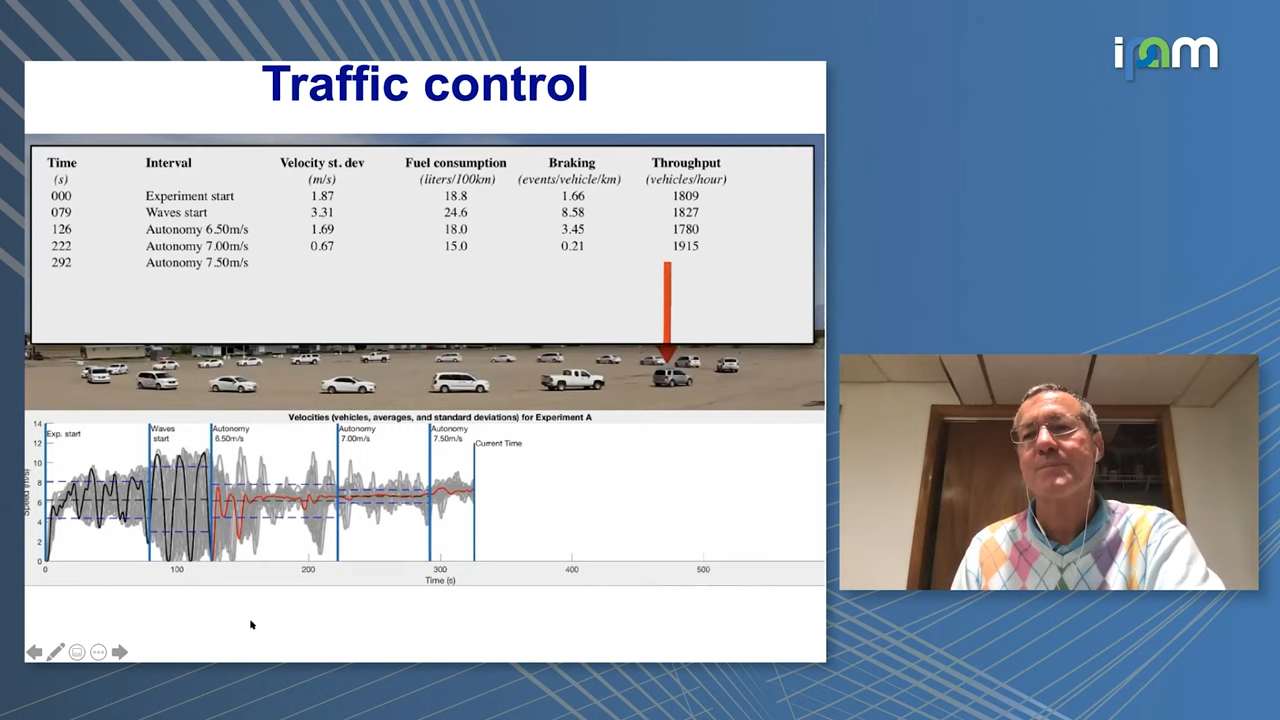 ipam
Traffic control
Time Interval Velocity st. dev Fuel consumption Braking Throughput
(s) (m/s) (liters/100km) (events/vehicle/km) (vehicles/hour)
000 Experiment start 1.87 18.8 1.66 1809
079 Waves start 3.31 24.6 8.58 1827
126 Autonomy 6.50m/s 1.69 18.0 3.45 1780
222 Autonomy 7.00m/s 0.67 15.0 0.21 1915
292 Autonomy 7.50m/s
Velocities (vehicles, averages, and standard deviations) for Experiment A
Exp. start
Waves
start
Autonomy
6.50m/s
Autonomy
7.00m/s
Autonomy
7.50m/s
Current Time
14
12
10
8
6
4
2
0
Speed (m/s)
0 100 200 300 400 500
Time (s)